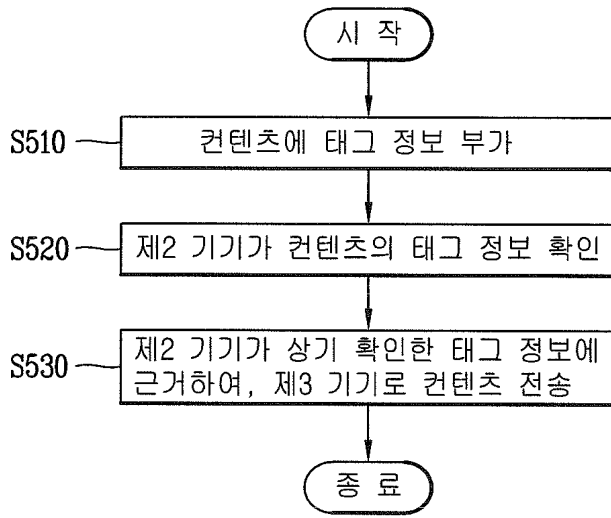 시 작
S510
컨텐츠에 태그 정보 부가
S520
제2 기기가 컨텐츠의 태그 정보 확인
S530
제2 기기가 상기 확인한 태그 정보에
근거하여, 제3 기기로 컨텐츠 전송
종 료